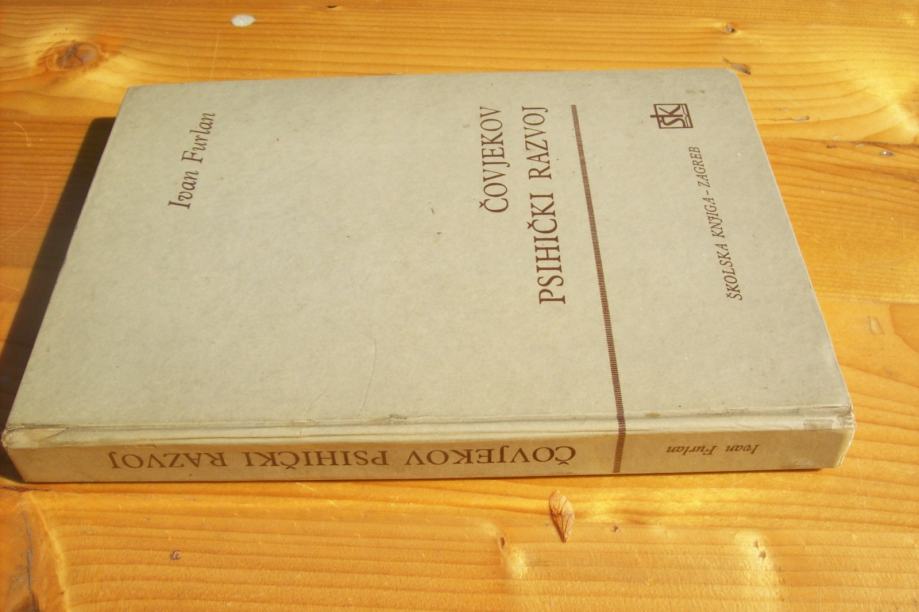 Ivan Furlan
ČOVJEKOV
PSIHIČKI RAZVOJ
ŠK
ŠKOLSKA KNJIGA - ZAGREB
ČOVJEKOV PSIHIČKI RAZVOJ
Ivan Furlan